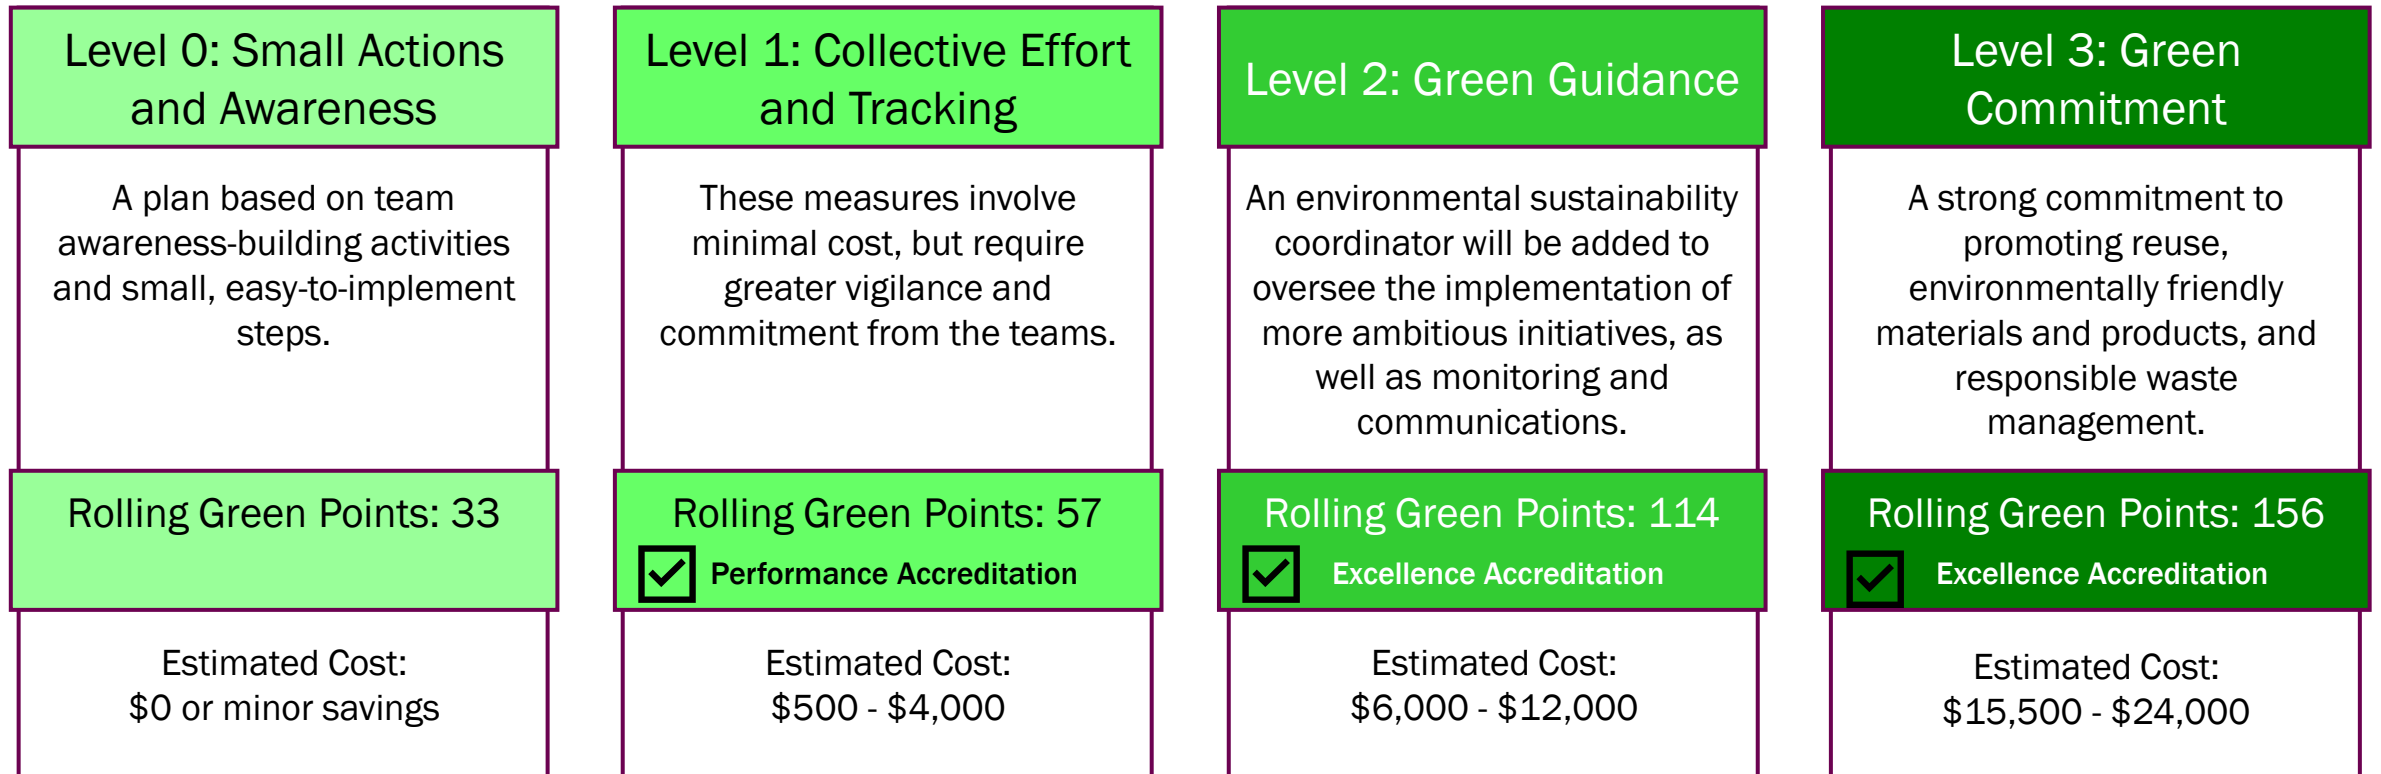 Level 0: Small Actions
and Awareness
A plan based on team
awareness-building activities
and small, easy-to-implement
steps.
Rolling Green Points: 33
Estimated Cost:
$0 or minor savings
Level 1: Collective Effort
and Tracking
These measures involve
minimal cost, but require
greater vigilance and
commitment from the teams.
Rolling Green Points: 57
Performance Accreditation
Estimated Cost:
$500 - $4,000
Level 2: Green Guidance
An environmental sustainability
coordinator will be added to
oversee the implementation of
more ambitious initiatives, as
well as monitoring and
communications.
Rolling Green Points: 114
Excellence Accreditation
Estimated Cost:
$6,000 - $12,000
Level 3: Green
Commitment
A strong commitment to
promoting reuse,
environmentally friendly
materials and products, and
responsible waste
management.
Rolling Green Points: 156
Excellence Accreditation
Estimated Cost:
$15,500 - $24,000